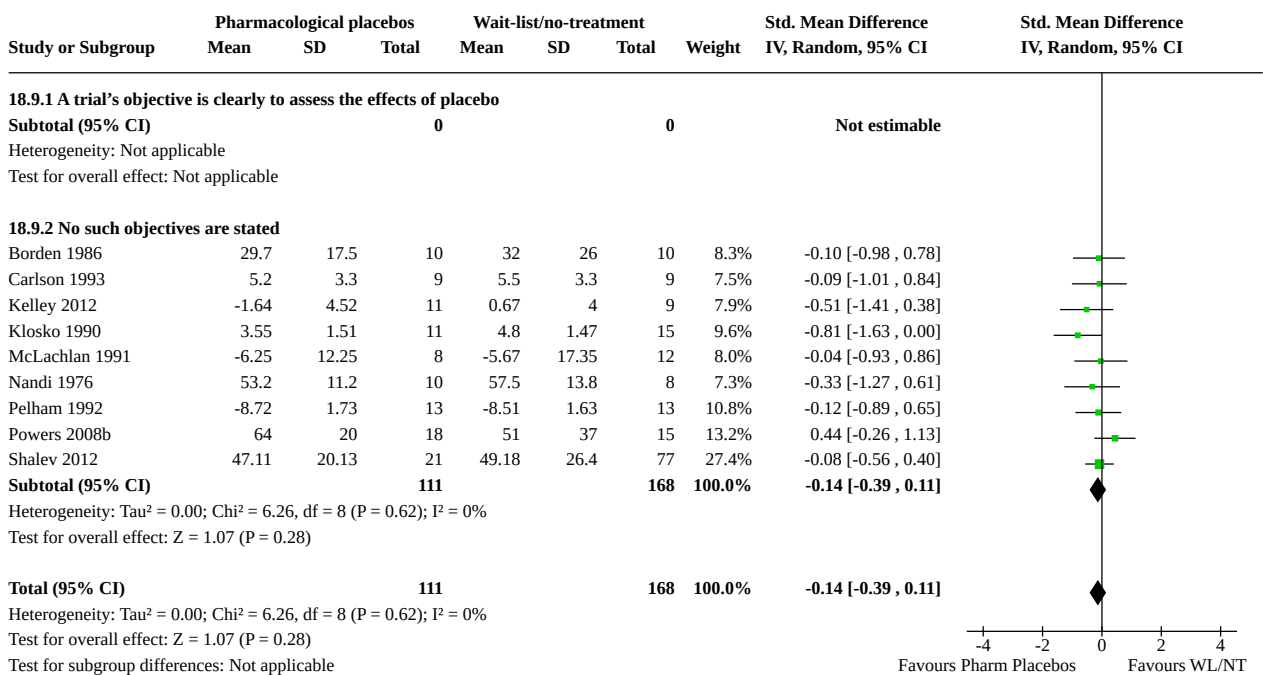 Pharmacological placebos Wait-list/no-treatment Std. Mean Difference Std. Mean Difference
Study or Subgroup Mean SD Total Mean SD Total Weight IV, Random, 95% CI IV, Random, 95% CI
18.9.1 A trial's objective is clearly to assess the effects of placebo
Subtotal (95% CI) 0 0 Not estimable
Heterogeneity: Not applicable
Test for overall effect: Not applicable
18.9.2 No such objectives are stated
Borden 1986 29.7 17.5 10 32 26 10 8.3% -0.10 [-0.98 , 0.78]
Carlson 1993 5.2 3.3 9 5.5 3.3 9 7.5% -0.09 [-1.01 , 0.84]
Kelley 2012 -1.64 4.52 11 0.67 4 9 7.9% -0.51 [-1.41 , 0.38]
Klosko 1990 3.55 1.51 11 4.8 1.47 15 9.6% -0.81 [-1.63 , 0.00]
McLachlan 1991 -6.25 12.25 8 -5.67 17.35 12 8.0% -0.04 [-0.93 , 0.86]
Nandi 1976 53.2 11.2 10 57.5 13.8 8 7.3% -0.33 [-1.27 , 0.61]
Pelham 1992 -8.72 1.73 13 -8.51 1.63 13 10.8% -0.12 [-0.89 , 0.65]
Powers 2008b 64 20 18 51 37 15 13.2% 0.44 [-0.26 , 1.13]
Shalev 2012 47.11 20.13 21 49.18 26.4 77 27.4% -0.08 [-0.56 , 0.40]
Subtotal (95% CI) 111 168 100.0% -0.14 [-0.39 , 0.11]
Heterogeneity: Tau² = 0.00; Chi² = 6.26, df = 8 (P = 0.62); I² = 0%
Test for overall effect: Z = 1.07 (P = 0.28)
Total (95% CI) 111 168 100.0% -0.14 [-0.39 , 0.11]
Heterogeneity: Tau² = 0.00; Chi² = 6.26, df = 8 (P = 0.62); I² = 0%
Test for overall effect: Z = 1.07 (P = 0.28)
Test for subgroup differences: Not applicable
-4 -2 0 2 4
Favours Pharm Placebos Favours WL/NT